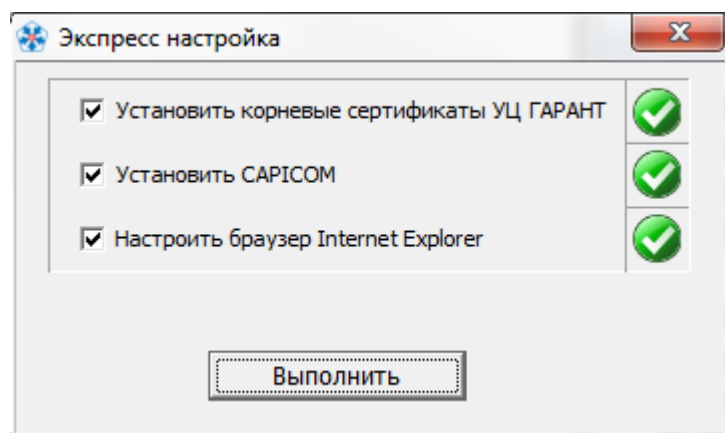 Экспресс настройка
Установить корневые сертификаты УЦ ГАРАНТ
Установить CAPICOM
Настроить браузер Internet Explorer
Выполнить